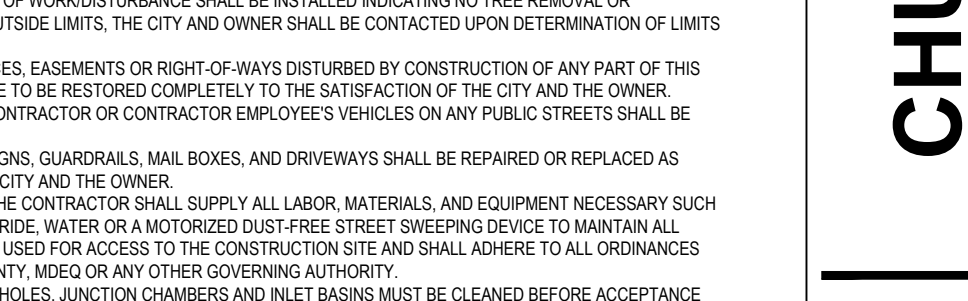 OF WORK/DISTURBANCE SHALL BE INSTALLED INDICATING NO TREE REMOVAL OR
UTSIDE LIMITS, THE CITY AND OWNER SHALL BE CONTACTED UPON DETERMINATION OF LIMITS
ES, EASEMENTS OR RIGHT-OF-WAYS DISTURBED BY CONSTRUCTION OF ANY PART OF THIS
E TO BE RESTORED COMPLETELY TO THE SATISFACTION OF THE CITY AND THE OWNER.
ONTRACTOR OR CONTRACTOR EMPLOYEE'S VEHICLES ON ANY PUBLIC STREETS SHALL BE
GNS, GUARDRAILS, MAIL BOXES, AND DRIVEWAYS SHALL BE REPAIRED OR REPLACED AS
CITY AND THE OWNER.
HE CONTRACTOR SHALL SUPPLY ALL LABOR, MATERIALS, AND EQUIPMENT NECESSARY SUCH
RIDE, WATER OR A MOTORIZED DUST-FREE STREET SWEEPING DEVICE TO MAINTAIN ALL
USED FOR ACCESS TO THE CONSTRUCTION SITE AND SHALL ADHERE TO ALL ORDINANCES
NTY, MDEQ OR ANY OTHER GOVERNING AUTHORITY.
HOLES, JUNCTION CHAMBERS AND INLET BASINS MUST BE CLEANED BEFORE ACCEPTANCE
CHU